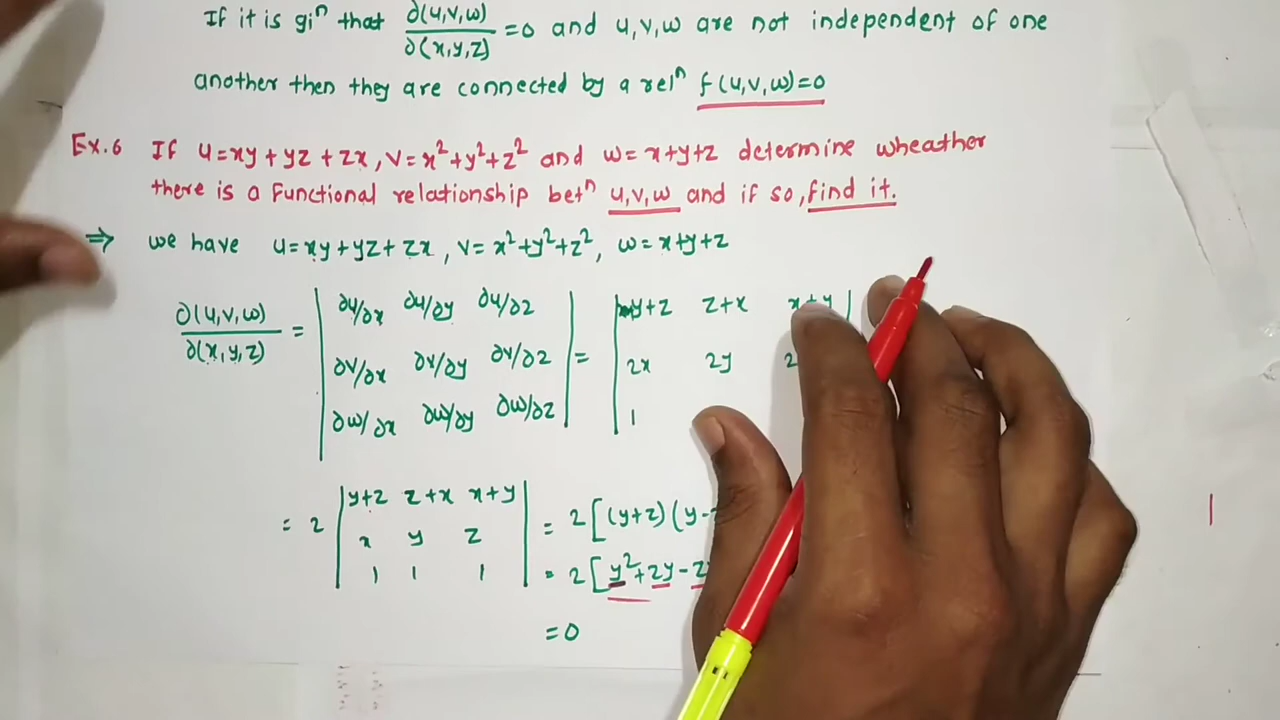 If it is giⁿ that ∂(u,v,w)/∂(x,y,z) =0 and u,v,w are not independent of one
another then they are connected by a relⁿ f(u,v,w)=0
Ex.6 If u=xy+yz+zx, v=x²+y²+z² and w=x+y+z determine wheather
there is a Functional relationship betⁿ u,v,w and if so, find it.
⇒ we have u=xy+yz+zx, v=x²+y²+z², w=x+y+z
∂(u,v,w)/∂(x,y,z) = | ∂u/∂x ∂u/∂y ∂u/∂z | = | y+z z+x x+y |
∂v/∂x ∂v/∂y ∂v/∂z 2x 2y 2
∂w/∂x ∂w/∂y ∂w/∂z 1
= 2 | y+z z+x x+y | = 2[(y+z)(y-
x y z
1 1 1 = 2[y²+zy-z
=0